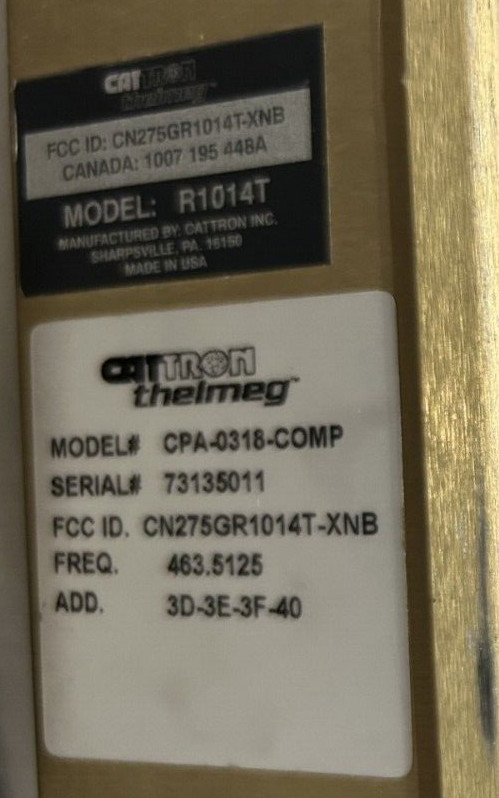 CATTRON
thelmeg
FCC ID: CN275GR1014T-XNB
CANADA: 1007 195 448A
MODEL: R1014T
MANUFACTURED BY: CATTRON INC.
SHARPSVILLE, PA. 16150
MADE IN USA
CATTRON
thelmeg™
MODEL# CPA-0318-COMP
SERIAL# 73135011
FCC ID. CN275GR1014T-XNB
FREQ. 463.5125
ADD. 3D-3E-3F-40